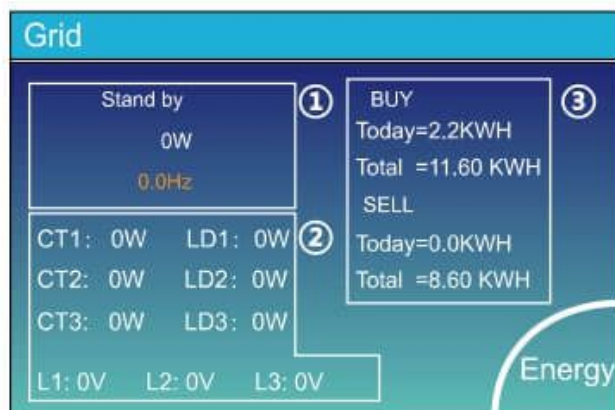 Grid
Stand by
0W
0.0Hz
①
CT1: 0W LD1: 0W
CT2: 0W LD2: 0W
CT3: 0W LD3: 0W
L1: 0V L2: 0V L3: 0V
②
BUY
Today=2.2KWH
Total =11.60 KWH
SELL
Today=0.0KWH
Total =8.60 KWH
③
Energy